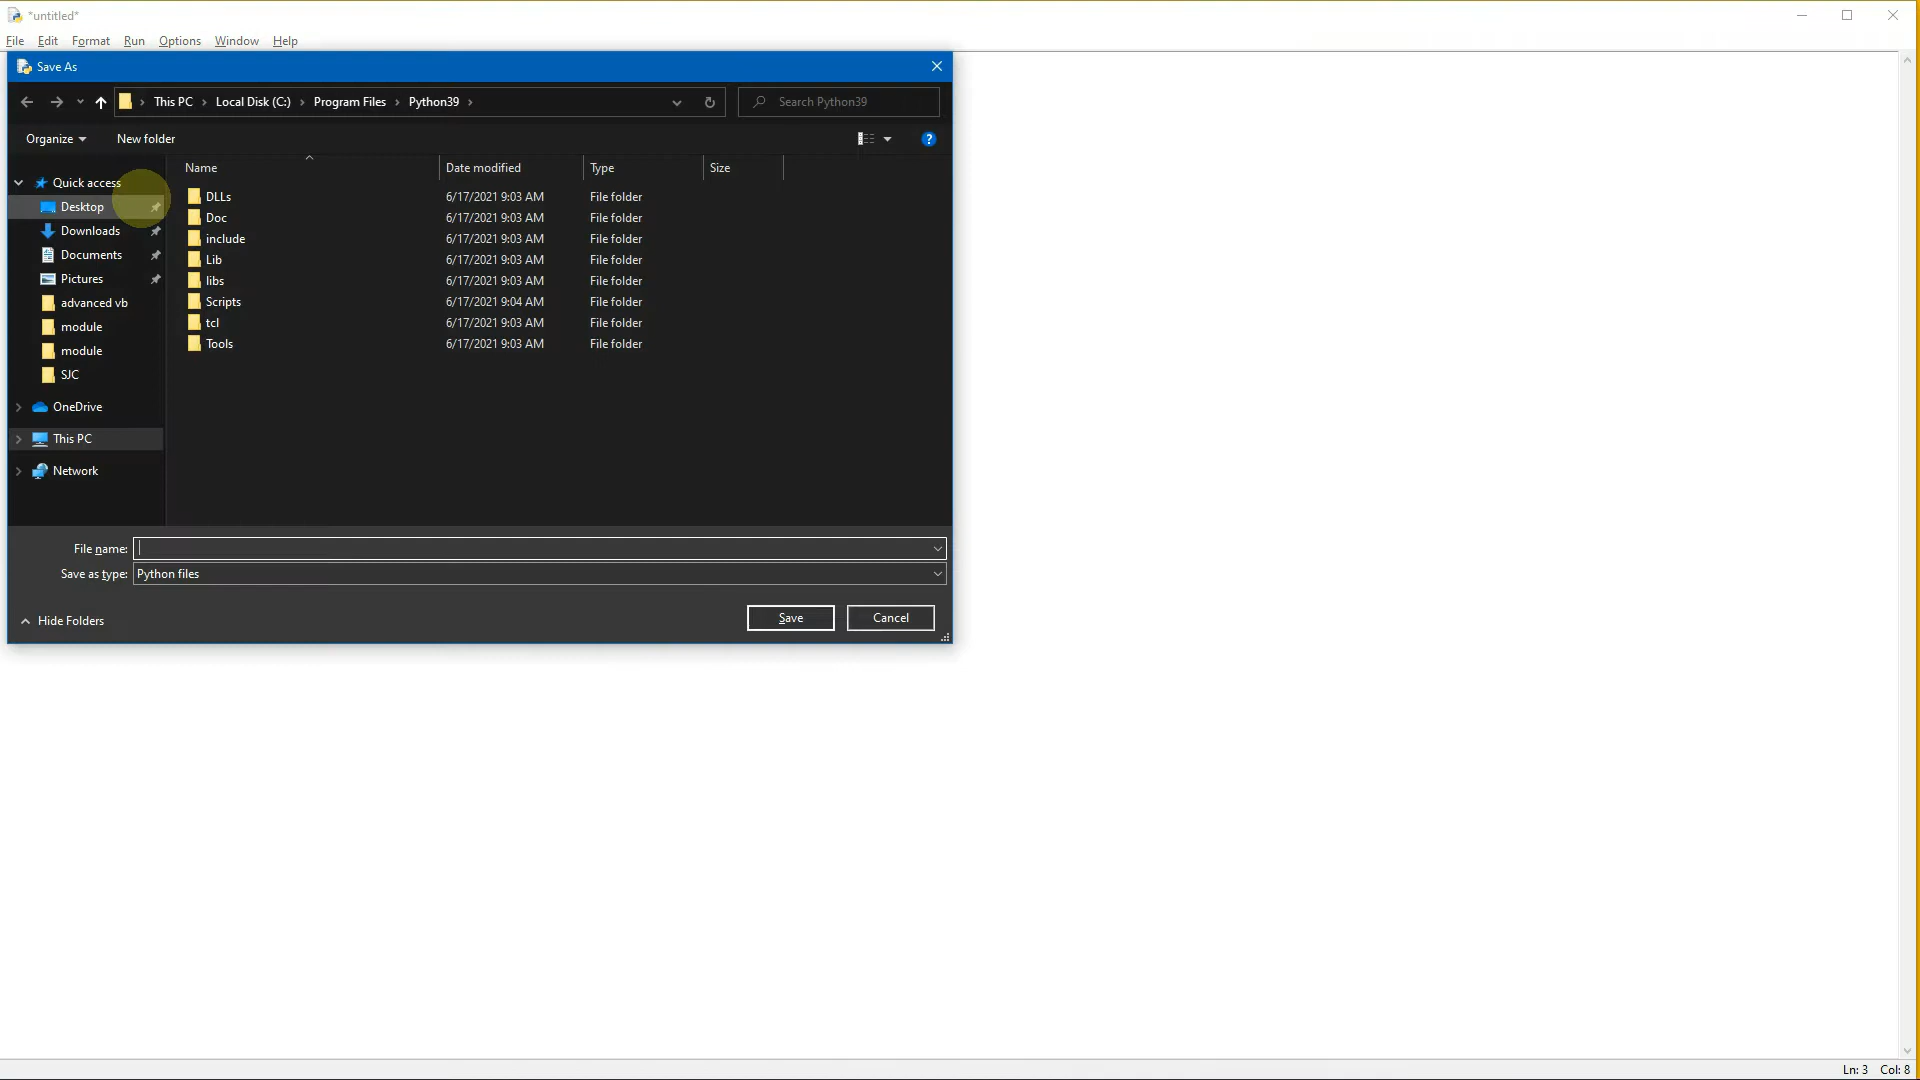 *untitled*
File Edit Format Run Options Window Help
Save As
This PC Local Disk (C:) Program Files Python39
Search Python39
Organize New folder
Name Date modified Type Size
Quick access
Desktop
Downloads
Documents
Pictures
advanced vb
module
module
SJC
OneDrive
This PC
Network
DLLs 6/17/2021 9:03 AM File folder
Doc 6/17/2021 9:03 AM File folder
include 6/17/2021 9:03 AM File folder
Lib 6/17/2021 9:03 AM File folder
libs 6/17/2021 9:03 AM File folder
Scripts 6/17/2021 9:04 AM File folder
tcl 6/17/2021 9:03 AM File folder
Tools 6/17/2021 9:03 AM File folder
File name:
Save as type: Python files
Hide Folders
Save Cancel
Ln: 3 Col: 8